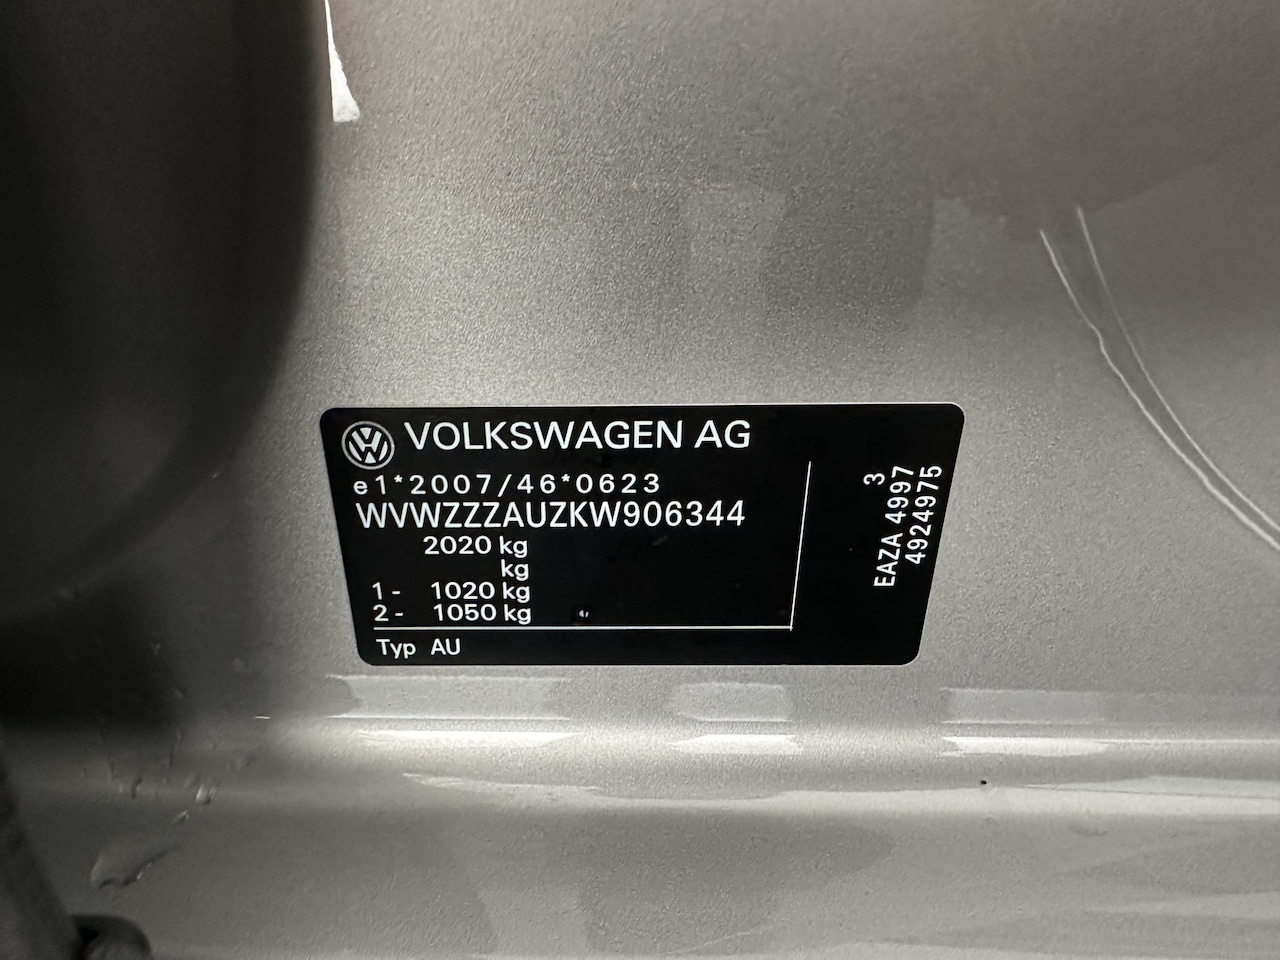 VOLKSWAGEN AG
e1*2007/46*0623
WVWZZZAUZKW906344
2020 kg
kg
1- 1020 kg
2- 1050 kg
Typ AU
3
EAZA 4997
4924975